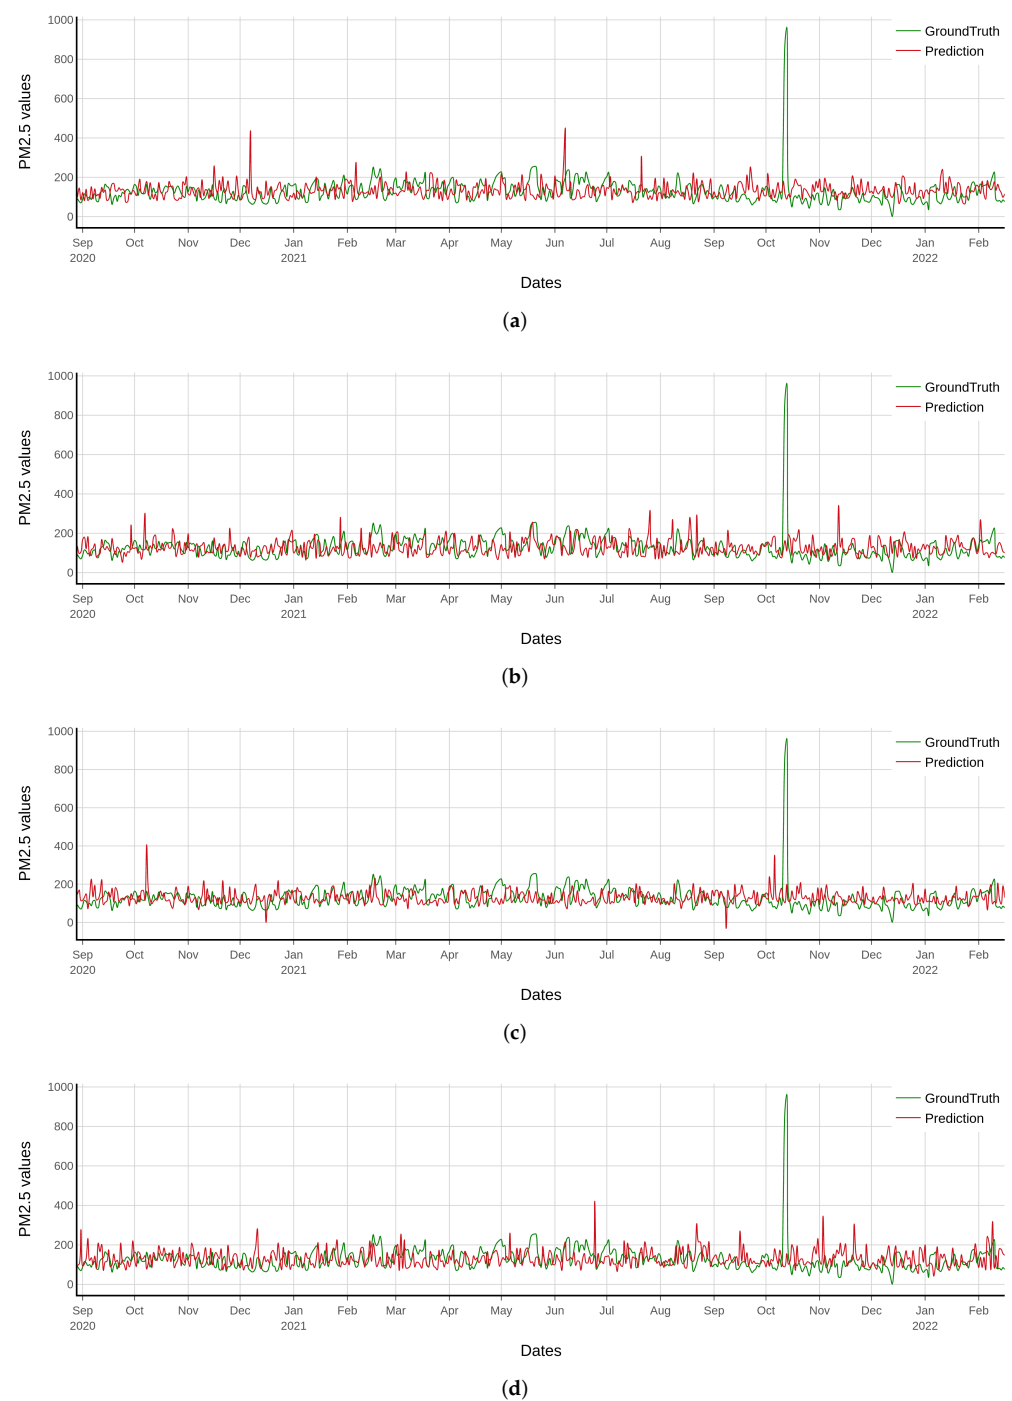 1000
GroundTruth
Prediction
800
600
400
200
0
PM2.5 values
Sep Oct Nov Dec Jan Feb Mar Apr May Jun Jul Aug Sep Oct Nov Dec Jan Feb
2020 2021 2022
Dates
(a)
1000
GroundTruth
Prediction
800
600
400
200
0
PM2.5 values
Sep Oct Nov Dec Jan Feb Mar Apr May Jun Jul Aug Sep Oct Nov Dec Jan Feb
2020 2021 2022
Dates
(b)
1000
GroundTruth
Prediction
800
600
400
200
0
PM2.5 values
Sep Oct Nov Dec Jan Feb Mar Apr May Jun Jul Aug Sep Oct Nov Dec Jan Feb
2020 2021 2022
Dates
(c)
1000
GroundTruth
Prediction
800
600
400
200
0
PM2.5 values
Sep Oct Nov Dec Jan Feb Mar Apr May Jun Jul Aug Sep Oct Nov Dec Jan Feb
2020 2021 2022
Dates
(d)